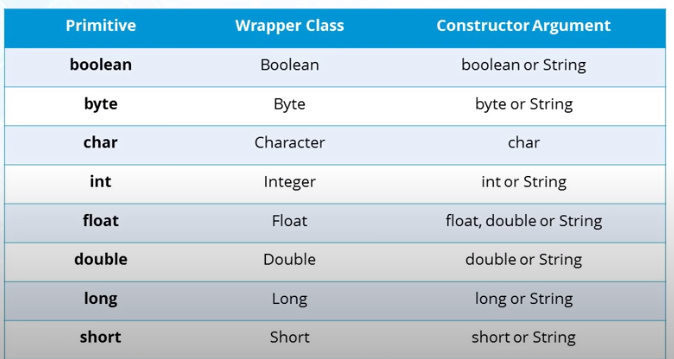 Primitive Wrapper Class Constructor Argument
boolean Boolean boolean or String
byte Byte byte or String
char Character char
int Integer int or String
float Float float, double or String
double Double double or String
long Long long or String
short Short short or String